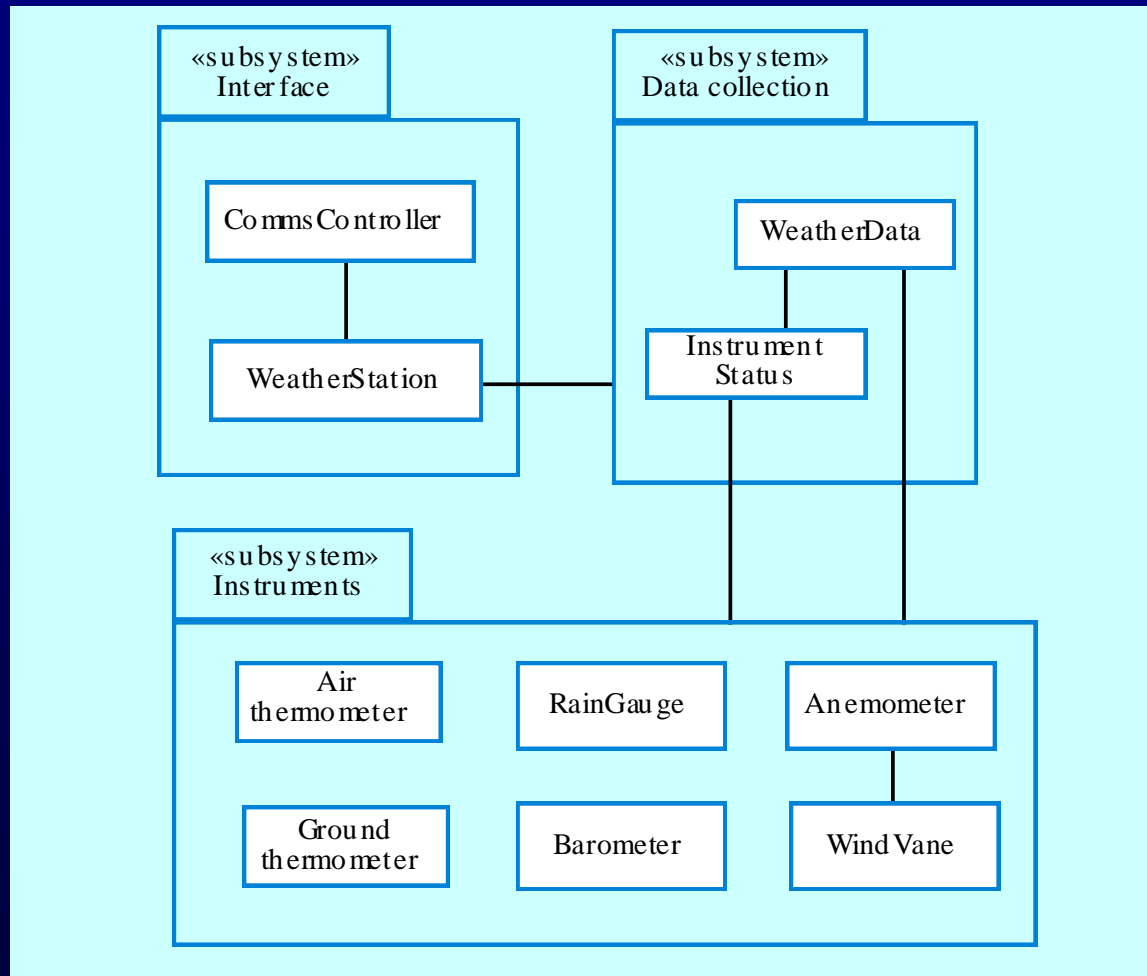 «subsystem»
Interface
«subsystem»
Data collection
CommsController
WeatherData
WeatherStation
Instrument
Status
«subsystem»
Instruments
Air
thermometer
RainGauge
Anemometer
Ground
thermometer
Barometer
WindVane